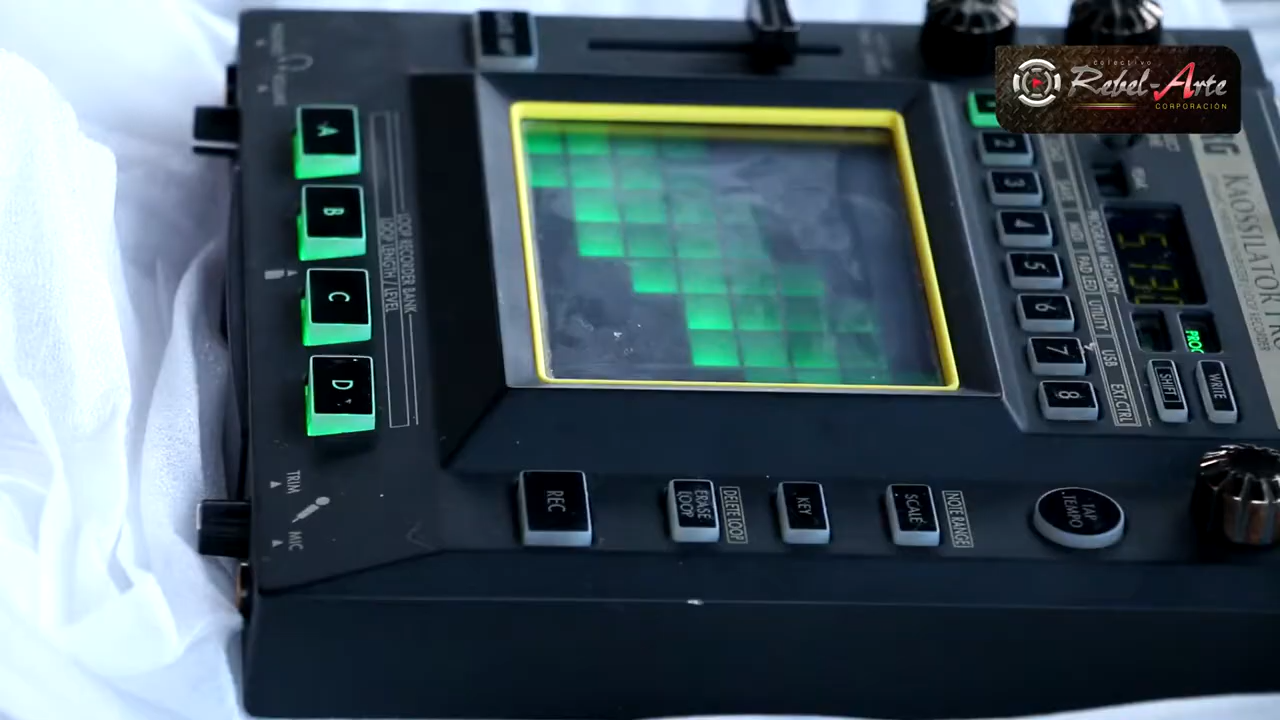 Colectivo
Rebel-Arte
CORPORACIÓN
A
B
C
D
LOOP RECORDER BANK
LOOP LENGTH / LEVEL
TRIM
MIC
REC
ERASE
LOOP
DELETE LOOP
KEY
SCALE
NOTE RANGE
TAP
TEMPO
2
3
4
5
6
7
8
PROGRAM MEMORY
PAD LED
UTILITY
USB
EXT.CTRL
SHIFT
WRITE
KAOSSILATOR PRO